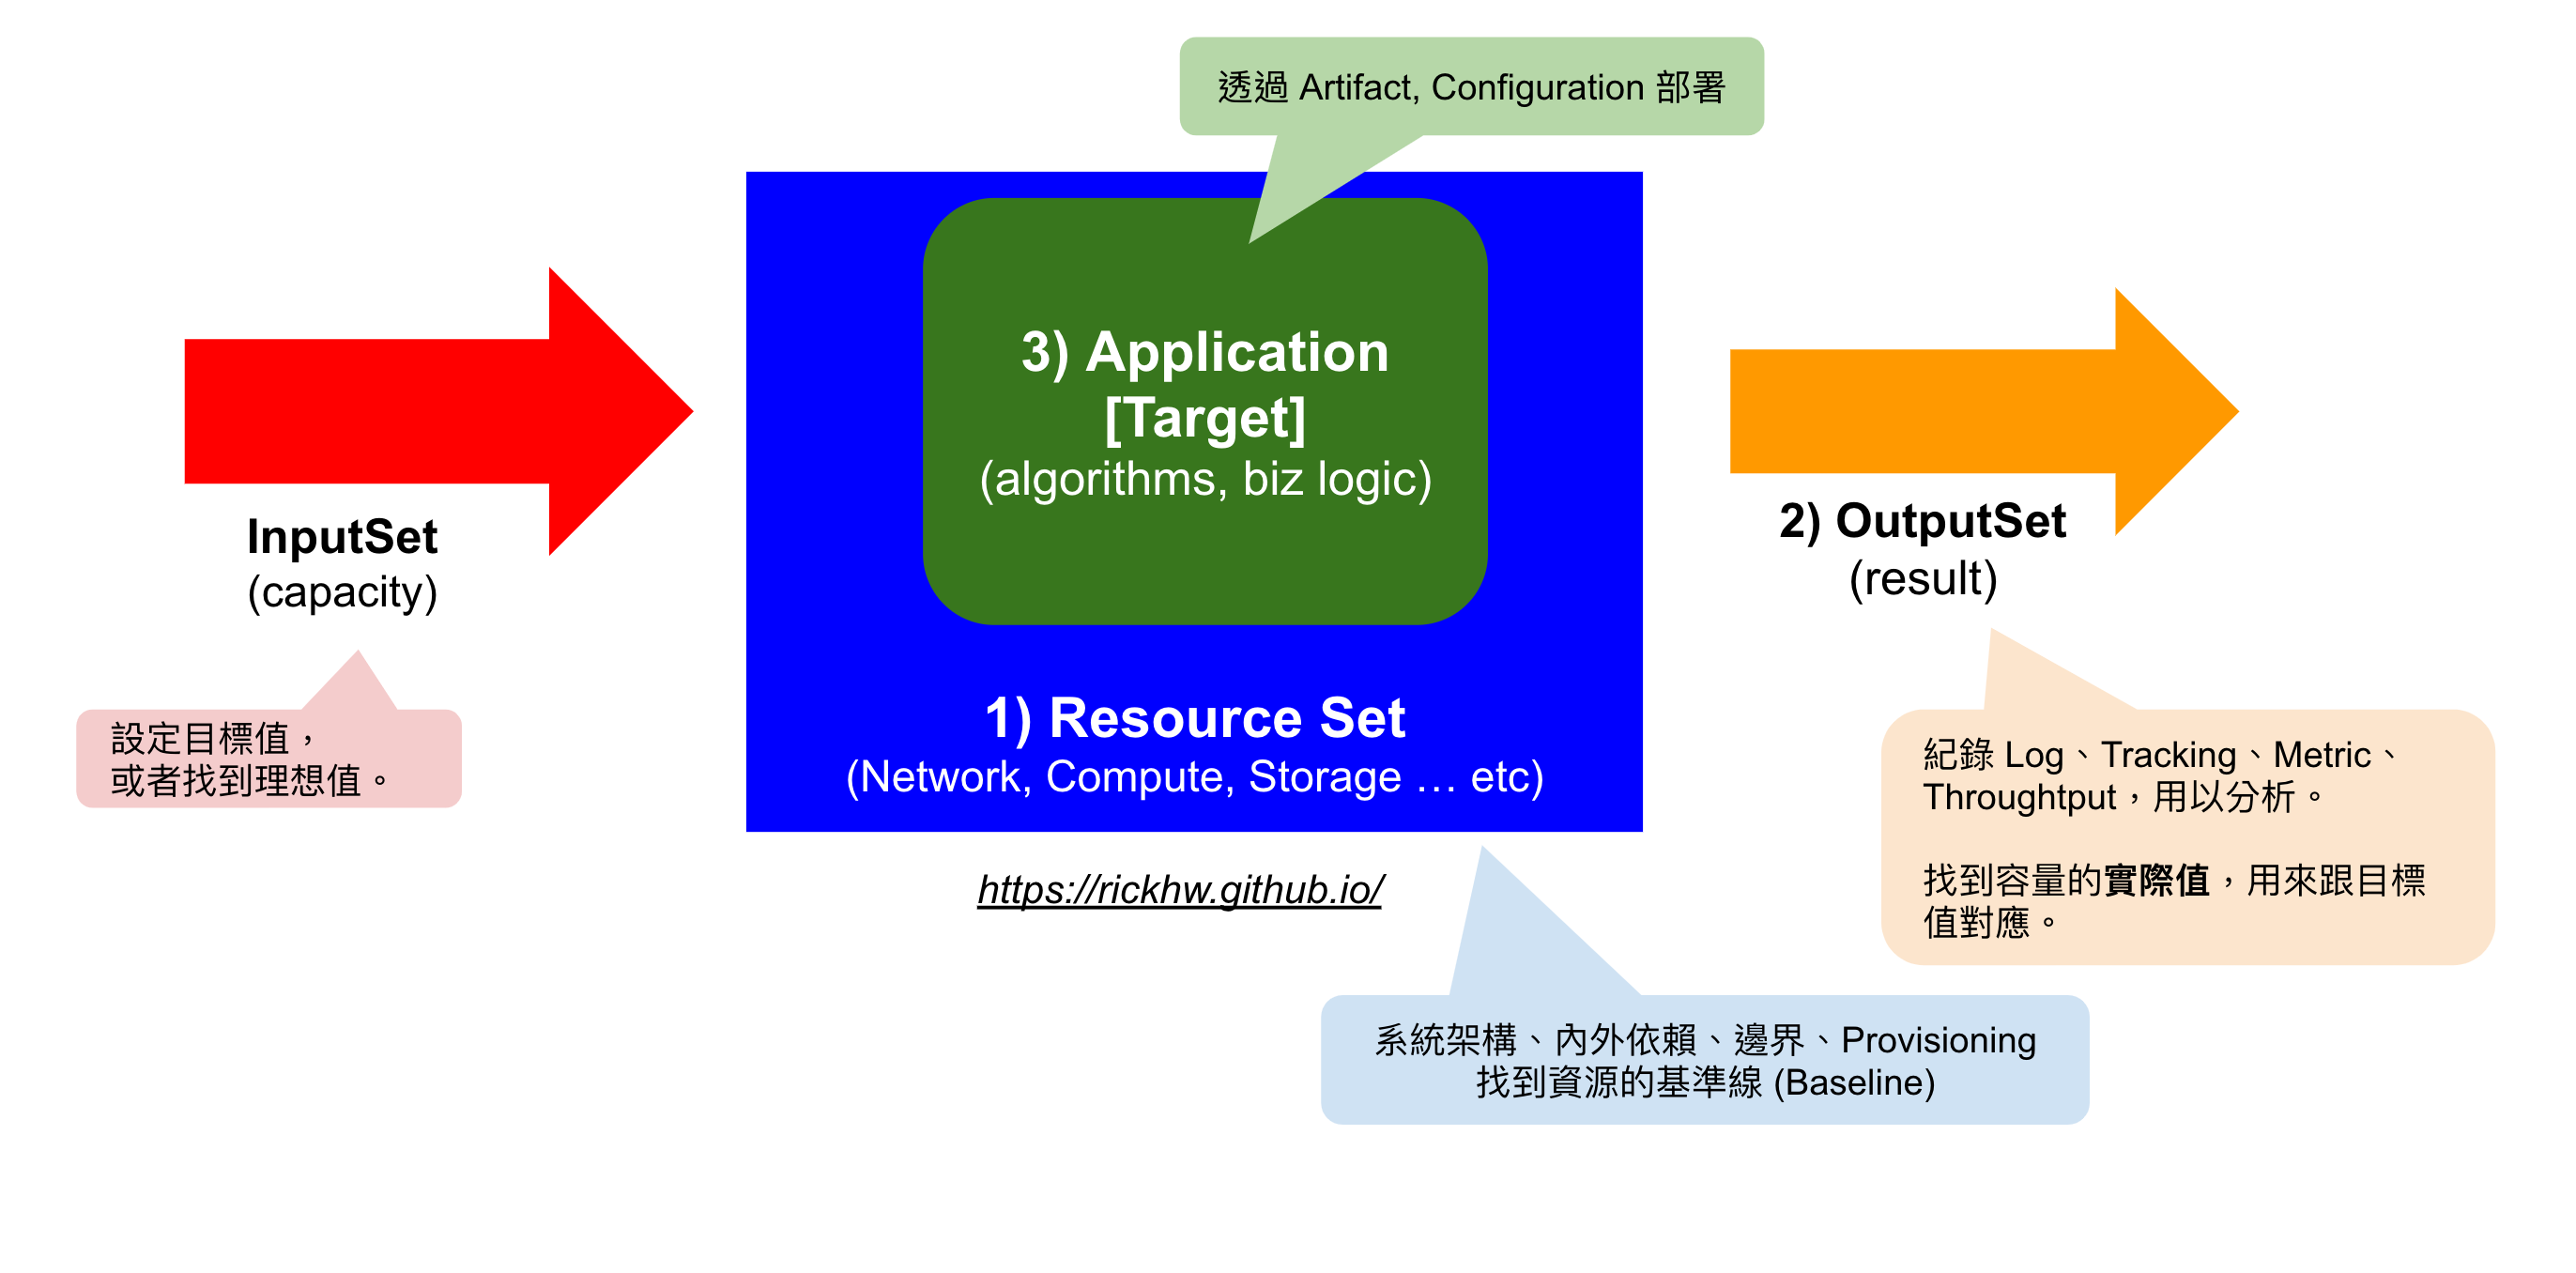 透過 Artifact, Configuration 部署
3) Application
[Target]
(algorithms, biz logic)
InputSet
(capacity)
2) OutputSet
(result)
設定目標值，
或者找到理想值。
1) Resource Set
(Network, Compute, Storage … etc)
紀錄 Log、Tracking、Metric、
Throughtput，用以分析。
找到容量的實際值，用來跟目標
值對應。
https://rickhw.github.io/
系統架構、內外依賴、邊界、Provisioning
找到資源的基準線 (Baseline)